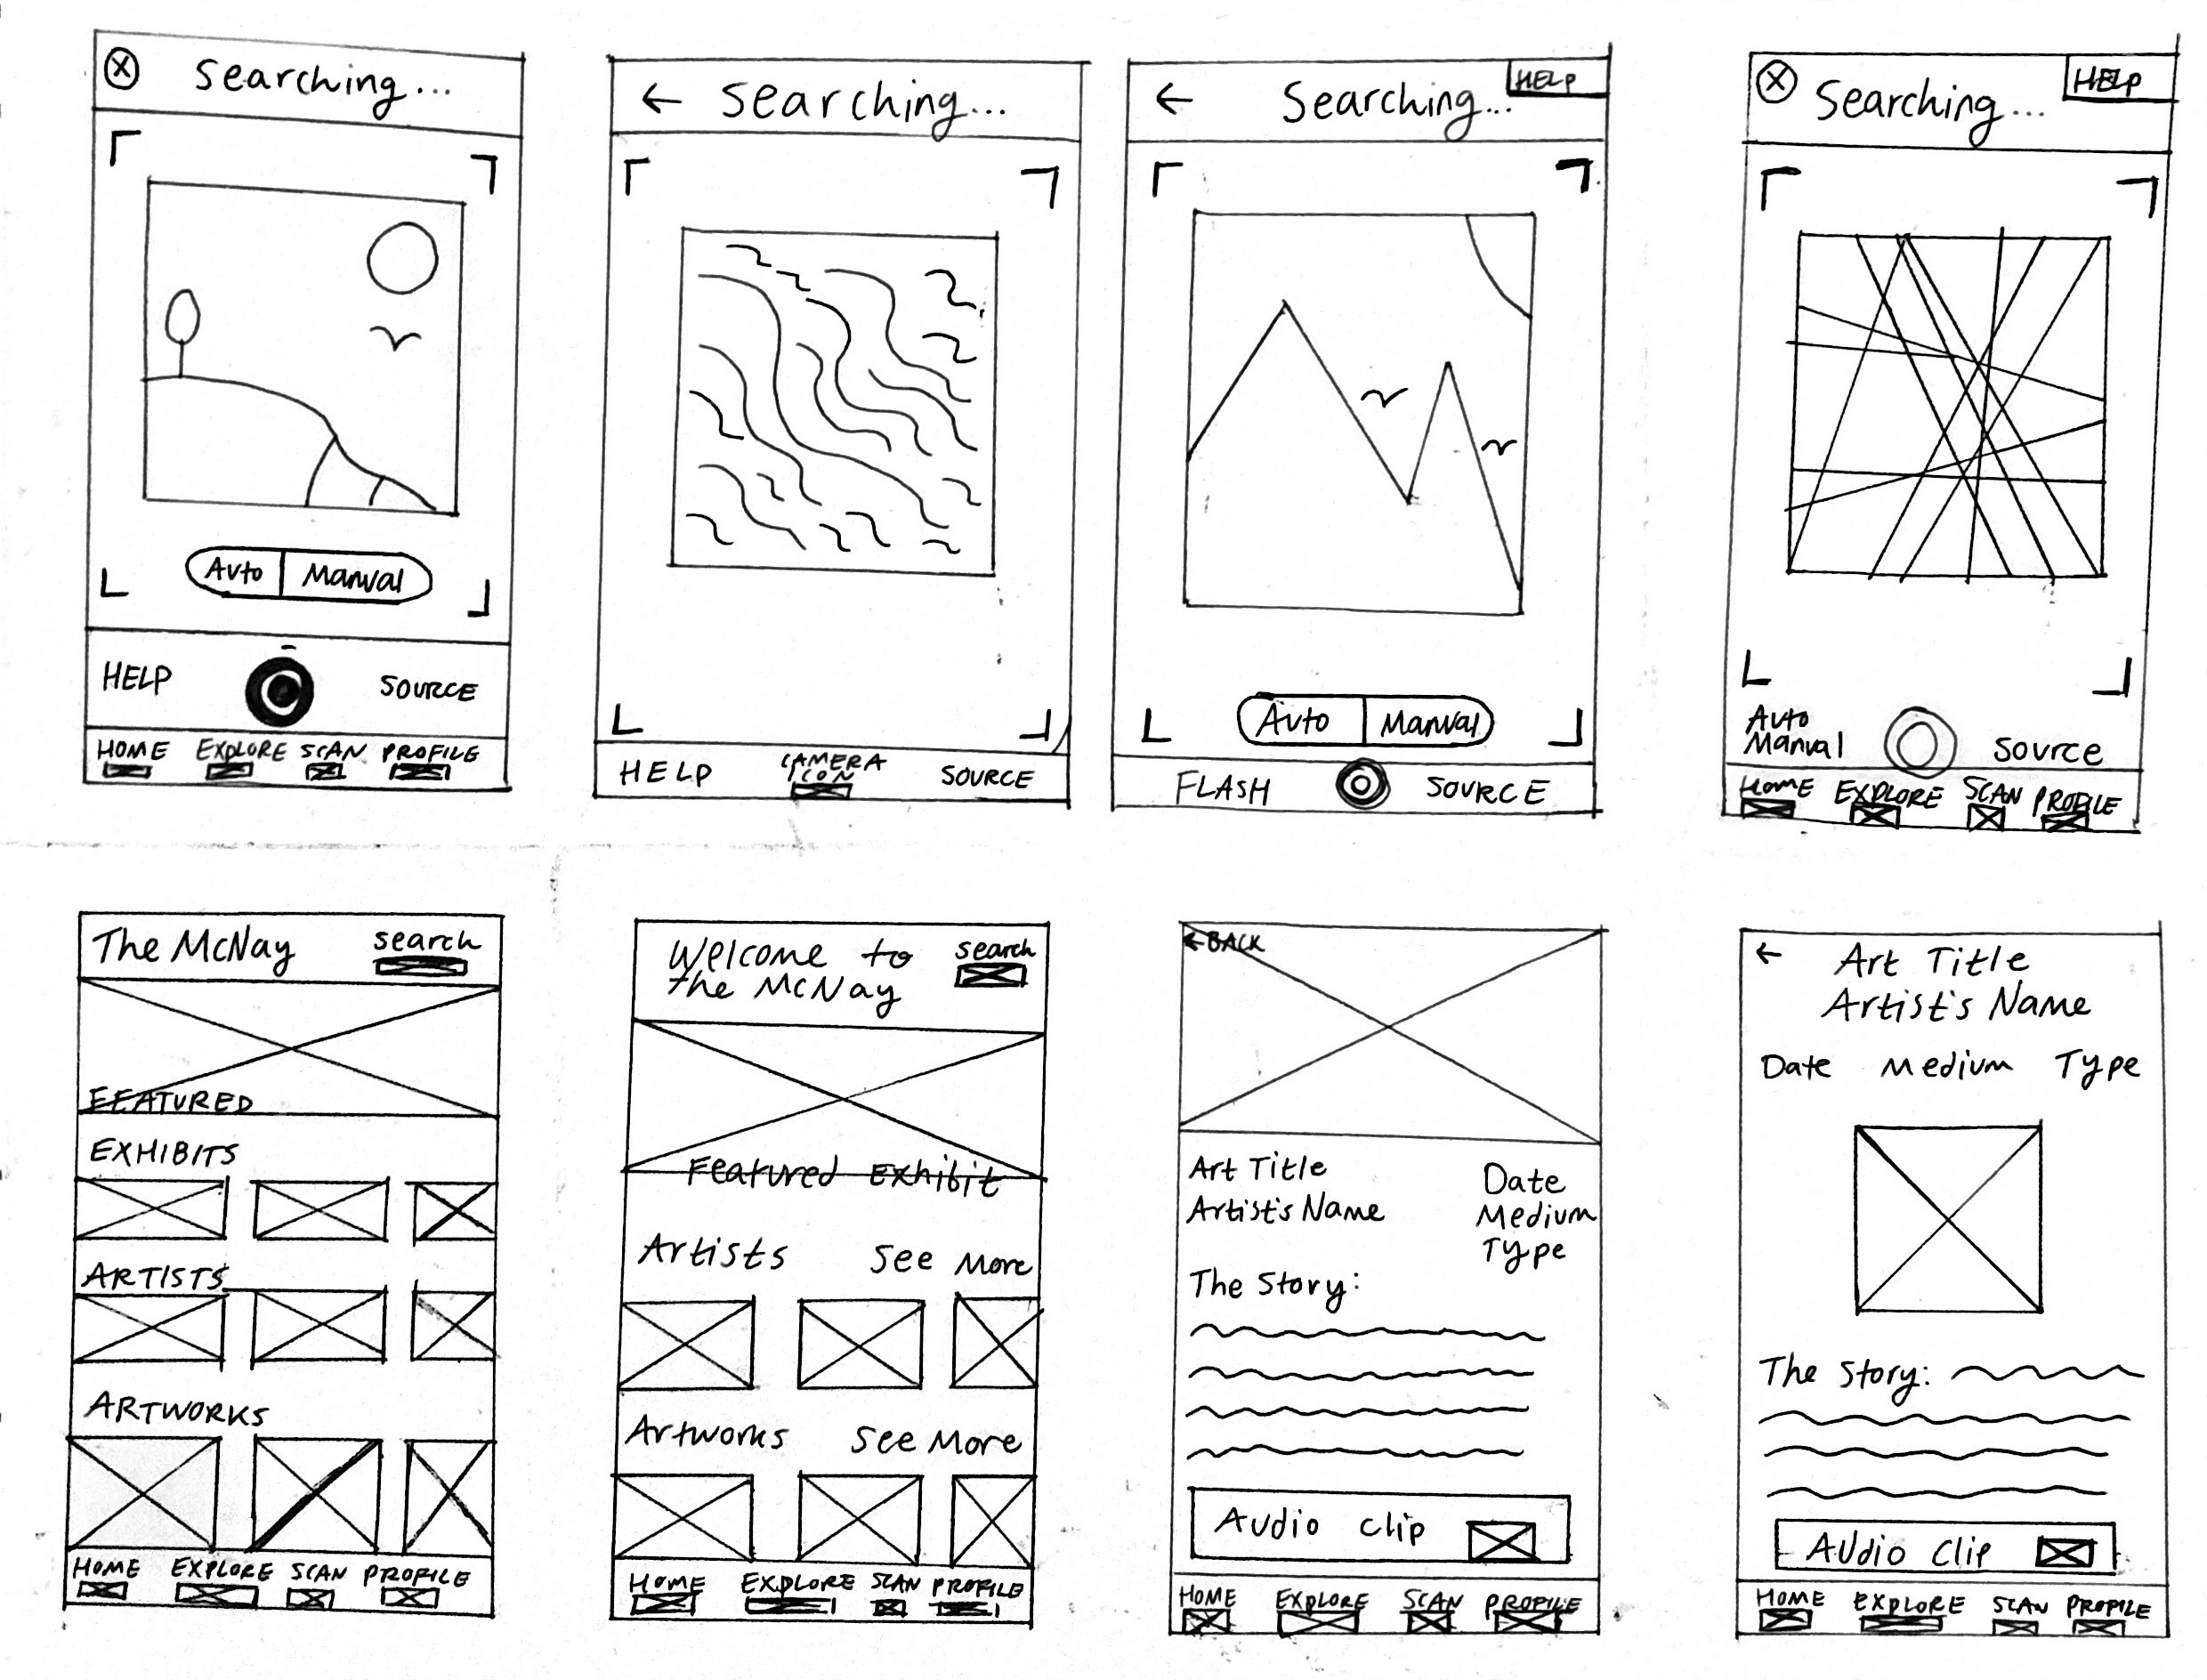 Searching...
Auto Manual
HELP SOURCE
HOME EXPLORE SCAN PROFILE
← Searching...
HELP CAMERA ICON SOURCE
HELP
← Searching...
Auto Manual
FLASH SOURCE
HELP
Searching...
Auto
Manual Source
HOME EXPLORE SCAN PROFILE
The McNay search
FEATURED
EXHIBITS
ARTISTS
ARTWORKS
HOME EXPLORE SCAN PROFILE
Welcome to search
the McNay
Featured Exhibit
Artists See More
Artworks See More
HOME EXPLORE SCAN PROFILE
← BACK
Art Title Date
Artist's Name Medium
Type
The Story:
Audio Clip
HOME EXPLORE SCAN PROFILE
← Art Title
Artist's Name
Date Medium Type
The Story:
Audio Clip
HOME EXPLORE SCAN PROFILE